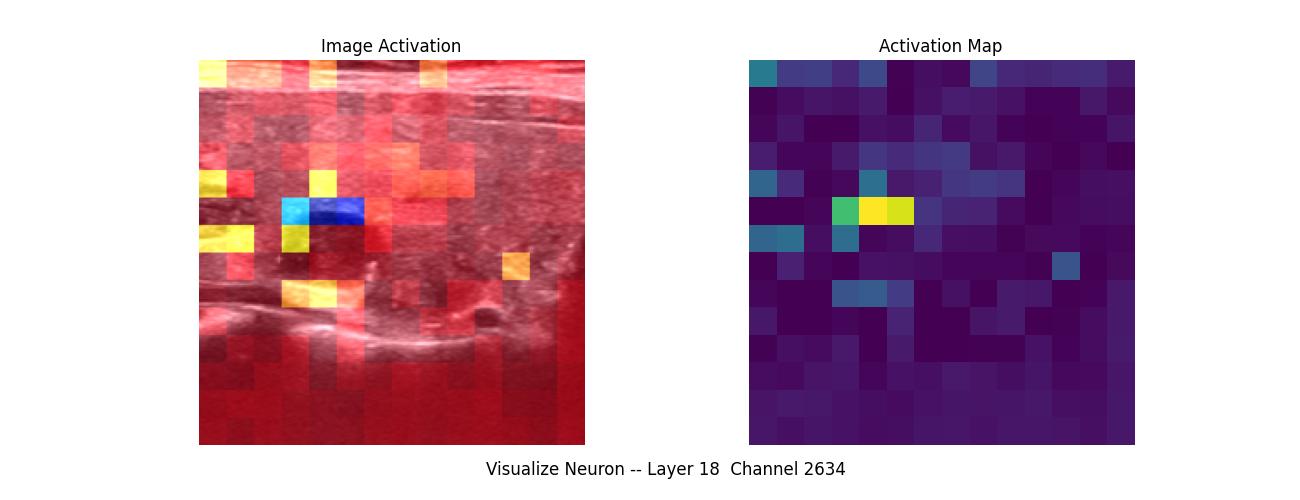 Image Activation
Activation Map
Visualize Neuron -- Layer 18  Channel 2634